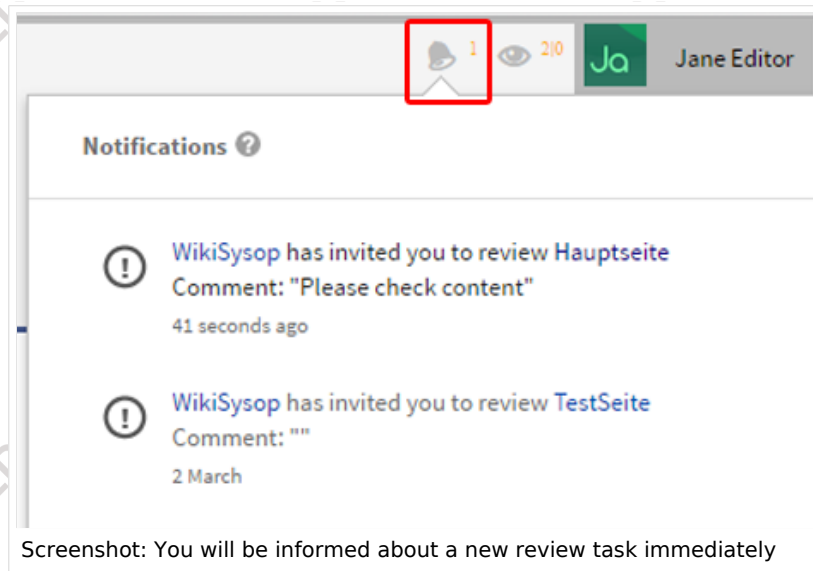 1 2|0 Ja Jane Editor
Notifications ?
! WikiSysop has invited you to review Hauptseite
Comment: "Please check content"
41 seconds ago
! WikiSysop has invited you to review TestSeite
Comment: ""
2 March
Screenshot: You will be informed about a new review task immediately